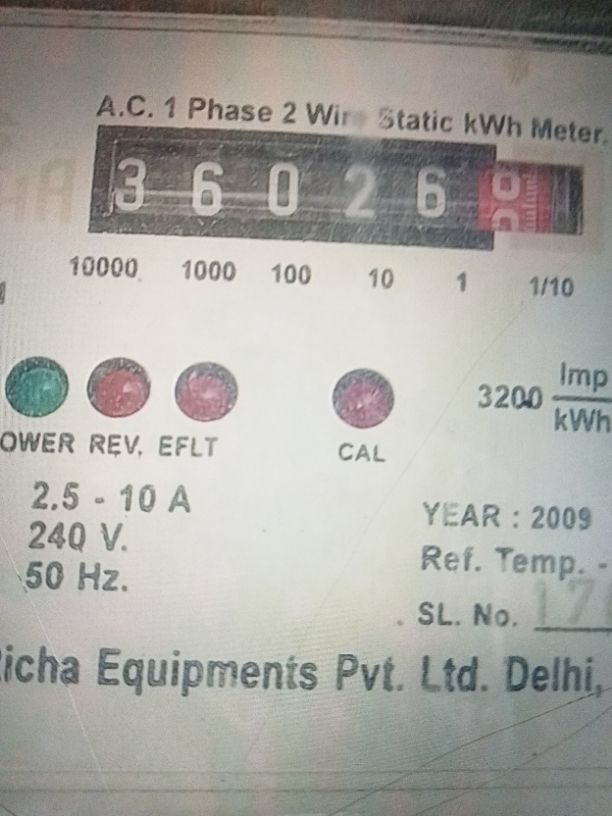 A.C. 1 Phase 2 Wire Static kWh Meter.
3 6 0 2 6
10000 1000 100 10 1 1/10
3200 Imp
kWh
OWER REV. EFLT CAL
2.5 - 10 A
240 V.
50 Hz.
YEAR : 2009
Ref. Temp. -
SL. No. 17
icha Equipments Pvt. Ltd. Delhi,